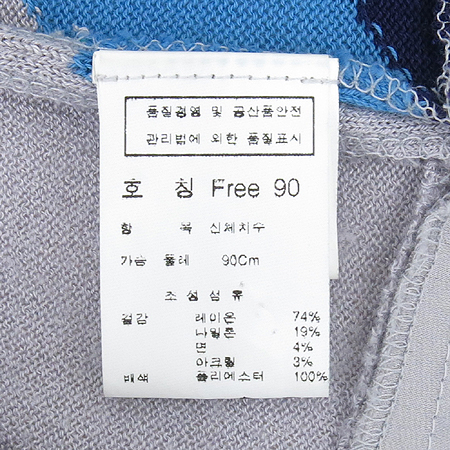 품질경영 및 공산품안전
관리법에 의한 품질표시
호 칭 Free 90
항 목 신체치수
가슴 둘레 90Cm
조 성 섬 유
겉감 레이온 74%
나일론 19%
면 4%
아크릴 3%
배색 폴리에스터 100%